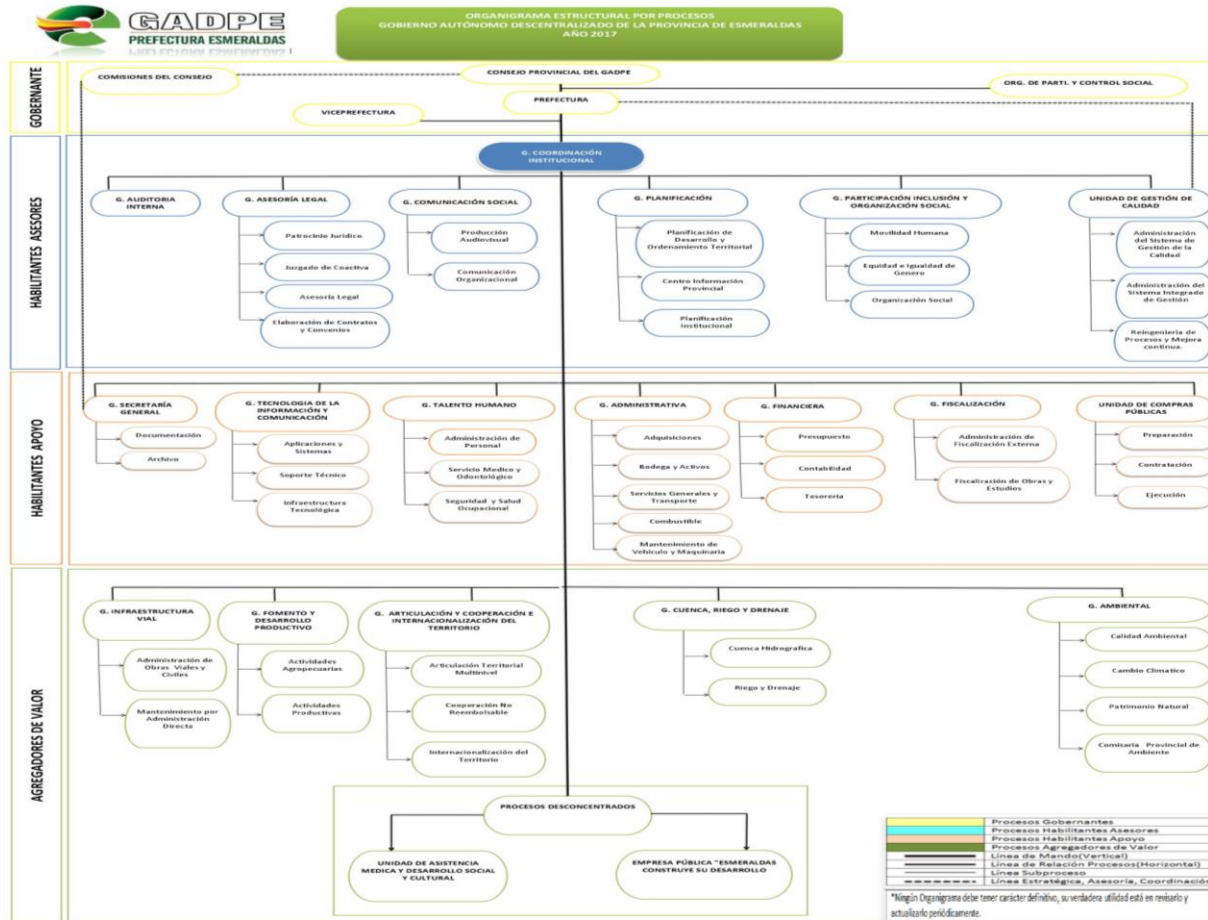 GADPE
PREFECTURA ESMERALDAS
ORGANIGRAMA ESTRUCTURAL POR PROCESOS
GOBIERNO AUTÓNOMO DESCENTRALIZADO DE LA PROVINCIA DE ESMERALDAS
AÑO 2017
GOBERNANTE
COMISIONES DEL CONSEJO
CONSEJO PROVINCIAL DEL GADPE
ORG. DE PARTI. Y CONTROL SOCIAL
PREFECTURA
VICEPREFECTURA
HABILITANTES ASESORES
G. COORDINACIÓN
INSTITUCIONAL
G. AUDITORIA
INTERNA
G. ASESORÍA LEGAL
Patrocinio Jurídico
Juzgado de Coactiva
Asesoría Legal
Elaboración de Contratos
y Convenios
G. COMUNICACIÓN SOCIAL
Producción
Audiovisual
Comunicación
Organizacional
G. PLANIFICACIÓN
Planificación de
Desarrollo y
Ordenamiento Territorial
Centro Información
Provincial
Planificación
Institucional
G. PARTICIPACIÓN INCLUSIÓN Y
ORGANIZACIÓN SOCIAL
Movilidad Humana
Equidad e Igualdad de
Genero
Organización Social
UNIDAD DE GESTIÓN DE
CALIDAD
Administración
del Sistema de
Gestión de la
Calidad
Administración del
Sistema Integrado de
Gestión
Reingeniería de
Procesos y Mejora
continua.
HABILITANTES APOYO
G. SECRETARÍA
GENERAL
Documentación
Archivo
G. TECNOLOGIA DE LA
INFORMACIÓN Y
COMUNICACIÓN
Aplicaciones y
Sistemas
Soporte Técnico
Infraestructura
Tecnológica
G. TALENTO HUMANO
Administración de
Personal
Servicio Medico y
Odontológico
Seguridad y Salud
Ocupacional
G. ADMINISTRATIVA
Adquisiciones
Bodega y Activos
Servicios Generales y
Transporte
Combustible
Mantenimiento de
Vehículo y Maquinaria
G. FINANCIERA
Presupuesto
Contabilidad
Tesorería
G. FISCALIZACIÓN
Administración de
Fiscalización Externa
Fiscalización de Obras y
Estudios
UNIDAD DE COMPRAS
PÚBLICAS
Preparación
Contratación
Ejecución
AGREGADORES DE VALOR
G. INFRAESTRUCTURA
VIAL
Administración de
Obras Viales y
Civiles
Mantenimiento por
Administración
Directa
G. FOMENTO Y
DESARROLLO
PRODUCTIVO
Actividades
Agropecuarias
Actividades
Productivas
G. ARTICULACIÓN Y COOPERACIÓN E
INTERNACIONALIZACIÓN DEL
TERRITORIO
Articulación Territorial
Multinivel
Cooperación No
Reembolsable
Internacionalización del
Territorio
G. CUENCA, RIEGO Y DRENAJE
Cuenca Hidrografica
Riego y Drenaje
G. AMBIENTAL
Calidad Ambiental
Cambio Climatico
Patrimonio Natural
Comisaria Provincial de
Ambiente
PROCESOS DESCONCENTRADOS
UNIDAD DE ASISTENCIA
MEDICA Y DESARROLLO SOCIAL
Y CULTURAL
EMPRESA PÚBLICA "ESMERALDAS
CONSTRUYE SU DESARROLLO
Procesos Gobernantes
Procesos Habilitantes Asesores
Procesos Habilitantes Apoyo
Procesos Agregadores de Valor
Línea de Mando(Vertical)
Línea de Relación Procesos(Horizontal)
Línea Subproceso
Línea Estratégica, Asesoría, Coordinación
"Ningún Organigrama debe tener carácter definitivo, su verdadera utilidad está en revisarlo y
actualizarlo periódicamente.